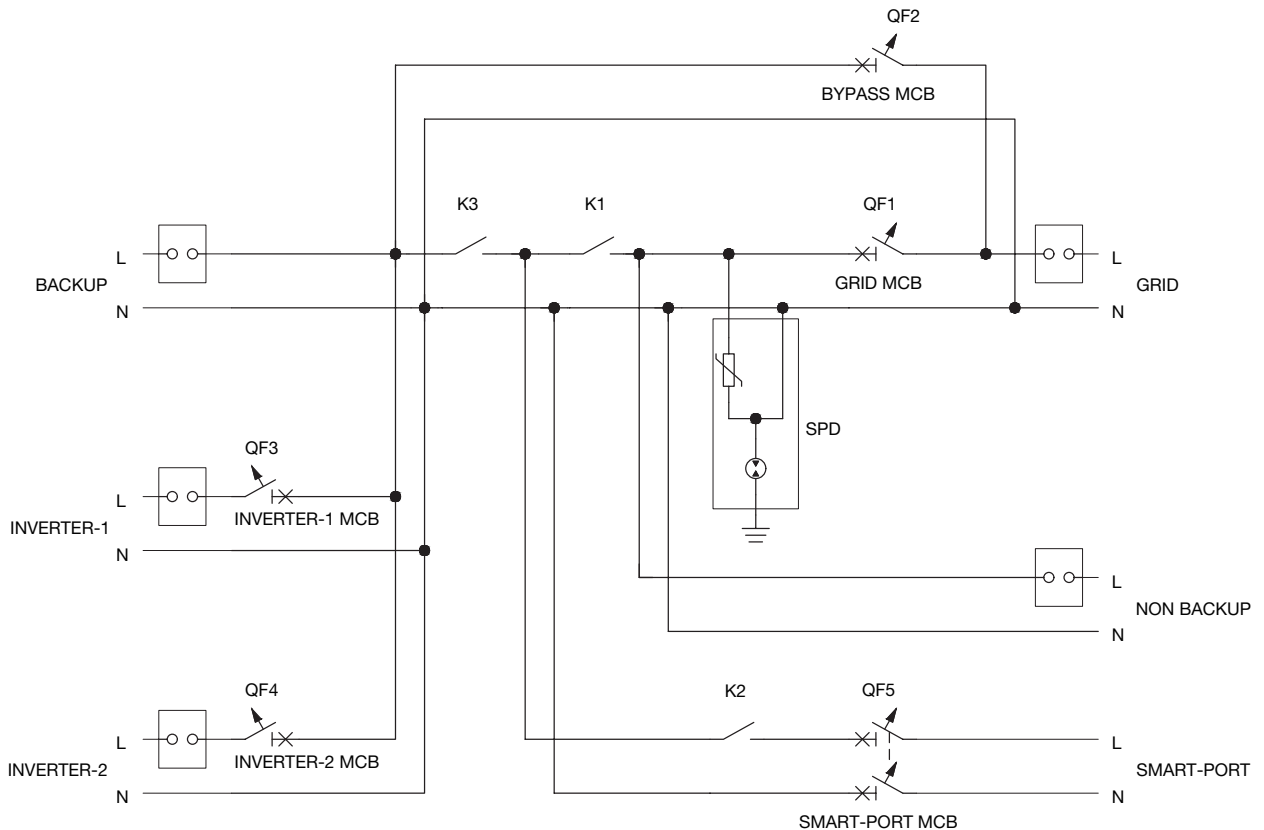 QF2
BYPASS MCB
K3
K1
QF1
L
L
BACKUP
GRID MCB
GRID
N
N
SPD
QF3
L
INVERTER-1 MCB
INVERTER-1
N
L
NON BACKUP
N
QF4
K2
QF5
L
L
INVERTER-2 MCB
INVERTER-2
SMART-PORT
N
N
SMART-PORT MCB